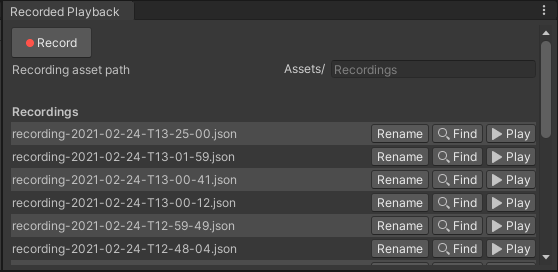 Recorded Playback
Record
Recording asset path Assets/ Recordings
Recordings
recording-2021-02-24-T13-25-00.json Rename Find Play
recording-2021-02-24-T13-01-59.json Rename Find Play
recording-2021-02-24-T13-00-41.json Rename Find Play
recording-2021-02-24-T13-00-12.json Rename Find Play
recording-2021-02-24-T12-59-49.json Rename Find Play
recording-2021-02-24-T12-48-04.json Rename Find Play